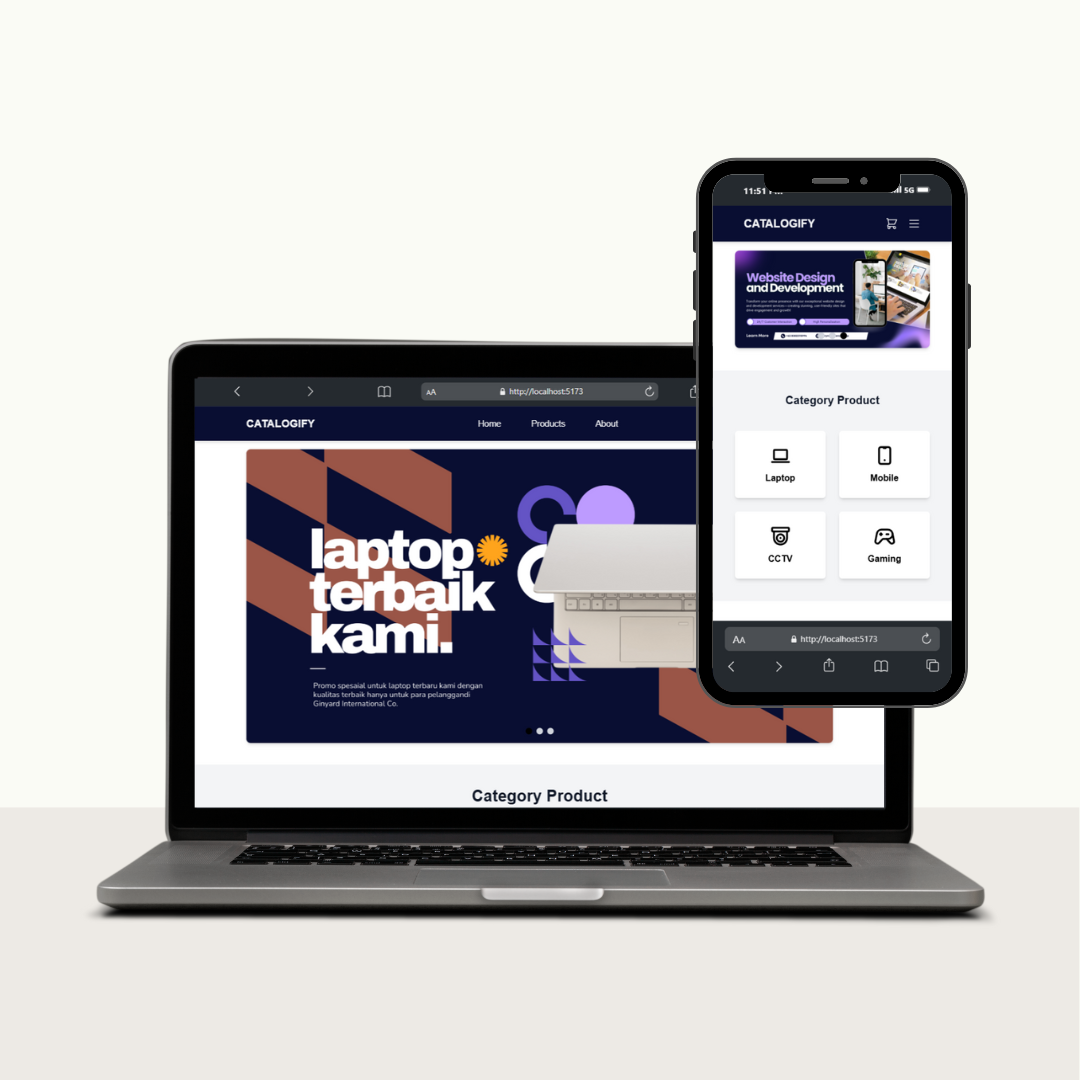 11:51
5G
CATALOGIFY
Website Design
and Development
Learn More
Category Product
Laptop
Mobile
CCTV
Gaming
AA http://localhost:5173
AA http://localhost:5173
CATALOGIFY Home Products About
laptop
terbaik
kami.
Promo spesaial untuk laptop terbaru kami dengan
kualitas terbaik hanya untuk para pelanggandi
Ginyard International Co.
Category Product